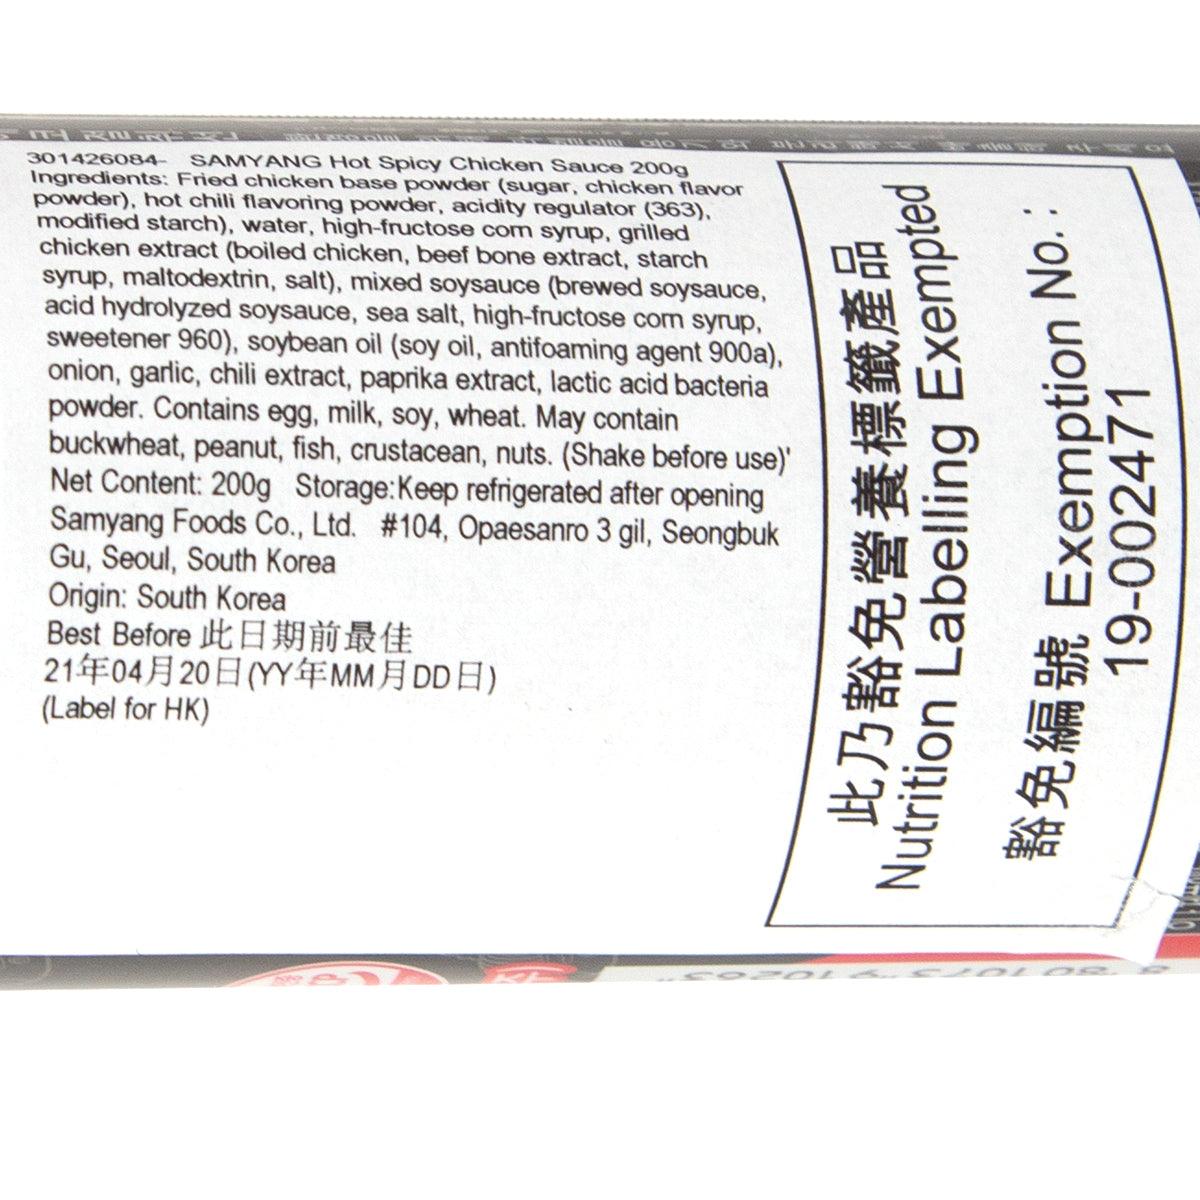 301426084- SAMYANG Hot Spicy Chicken Sauce 200g
Ingredients: Fried chicken base powder (sugar, chicken flavor
powder), hot chili flavoring powder, acidity regulator (363),
modified starch), water, high-fructose corn syrup, grilled
chicken extract (boiled chicken, beef bone extract, starch
syrup, maltodextrin, salt), mixed soysauce (brewed soysauce,
acid hydrolyzed soysauce, sea salt, high-fructose corn syrup,
sweetener 960), soybean oil (soy oil, antifoaming agent 900a),
onion, garlic, chili extract, paprika extract, lactic acid bacteria
powder. Contains egg, milk, soy, wheat. May contain
buckwheat, peanut, fish, crustacean, nuts. (Shake before use)'
Net Content: 200g Storage:Keep refrigerated after opening
Samyang Foods Co., Ltd. #104, Opaesanro 3 gil, Seongbuk
Gu, Seoul, South Korea
Origin: South Korea
Best Before 此日期前最佳
21年04月20日(YY年MM月DD日)
(Label for HK)
此乃豁免營養標籤產品
Nutrition Labelling Exempted
豁免編號 Exemption No. :
19-002471